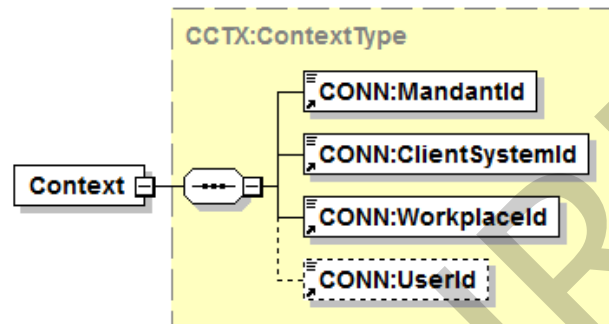 CCTX:ContextType
CONN:MandantId
CONN:ClientSystemId
Context
CONN:WorkplaceId
CONN:UserId